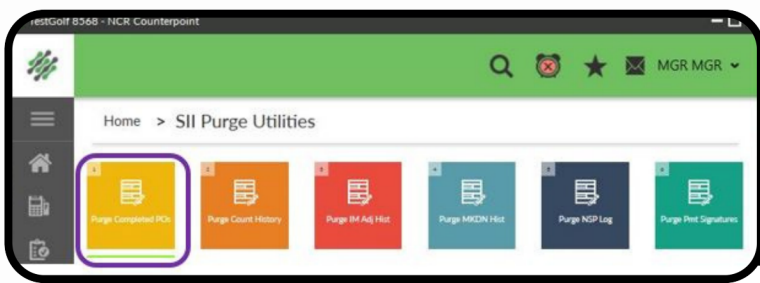 TestGolf 8568 - NCR Counterpoint
MGR MGR
Home > SII Purge Utilities
Purge Completed POs
Purge Count History
Purge IM Adj Hist
Purge MKDN Hist
Purge NSP Log
Purge Pmt Signatures